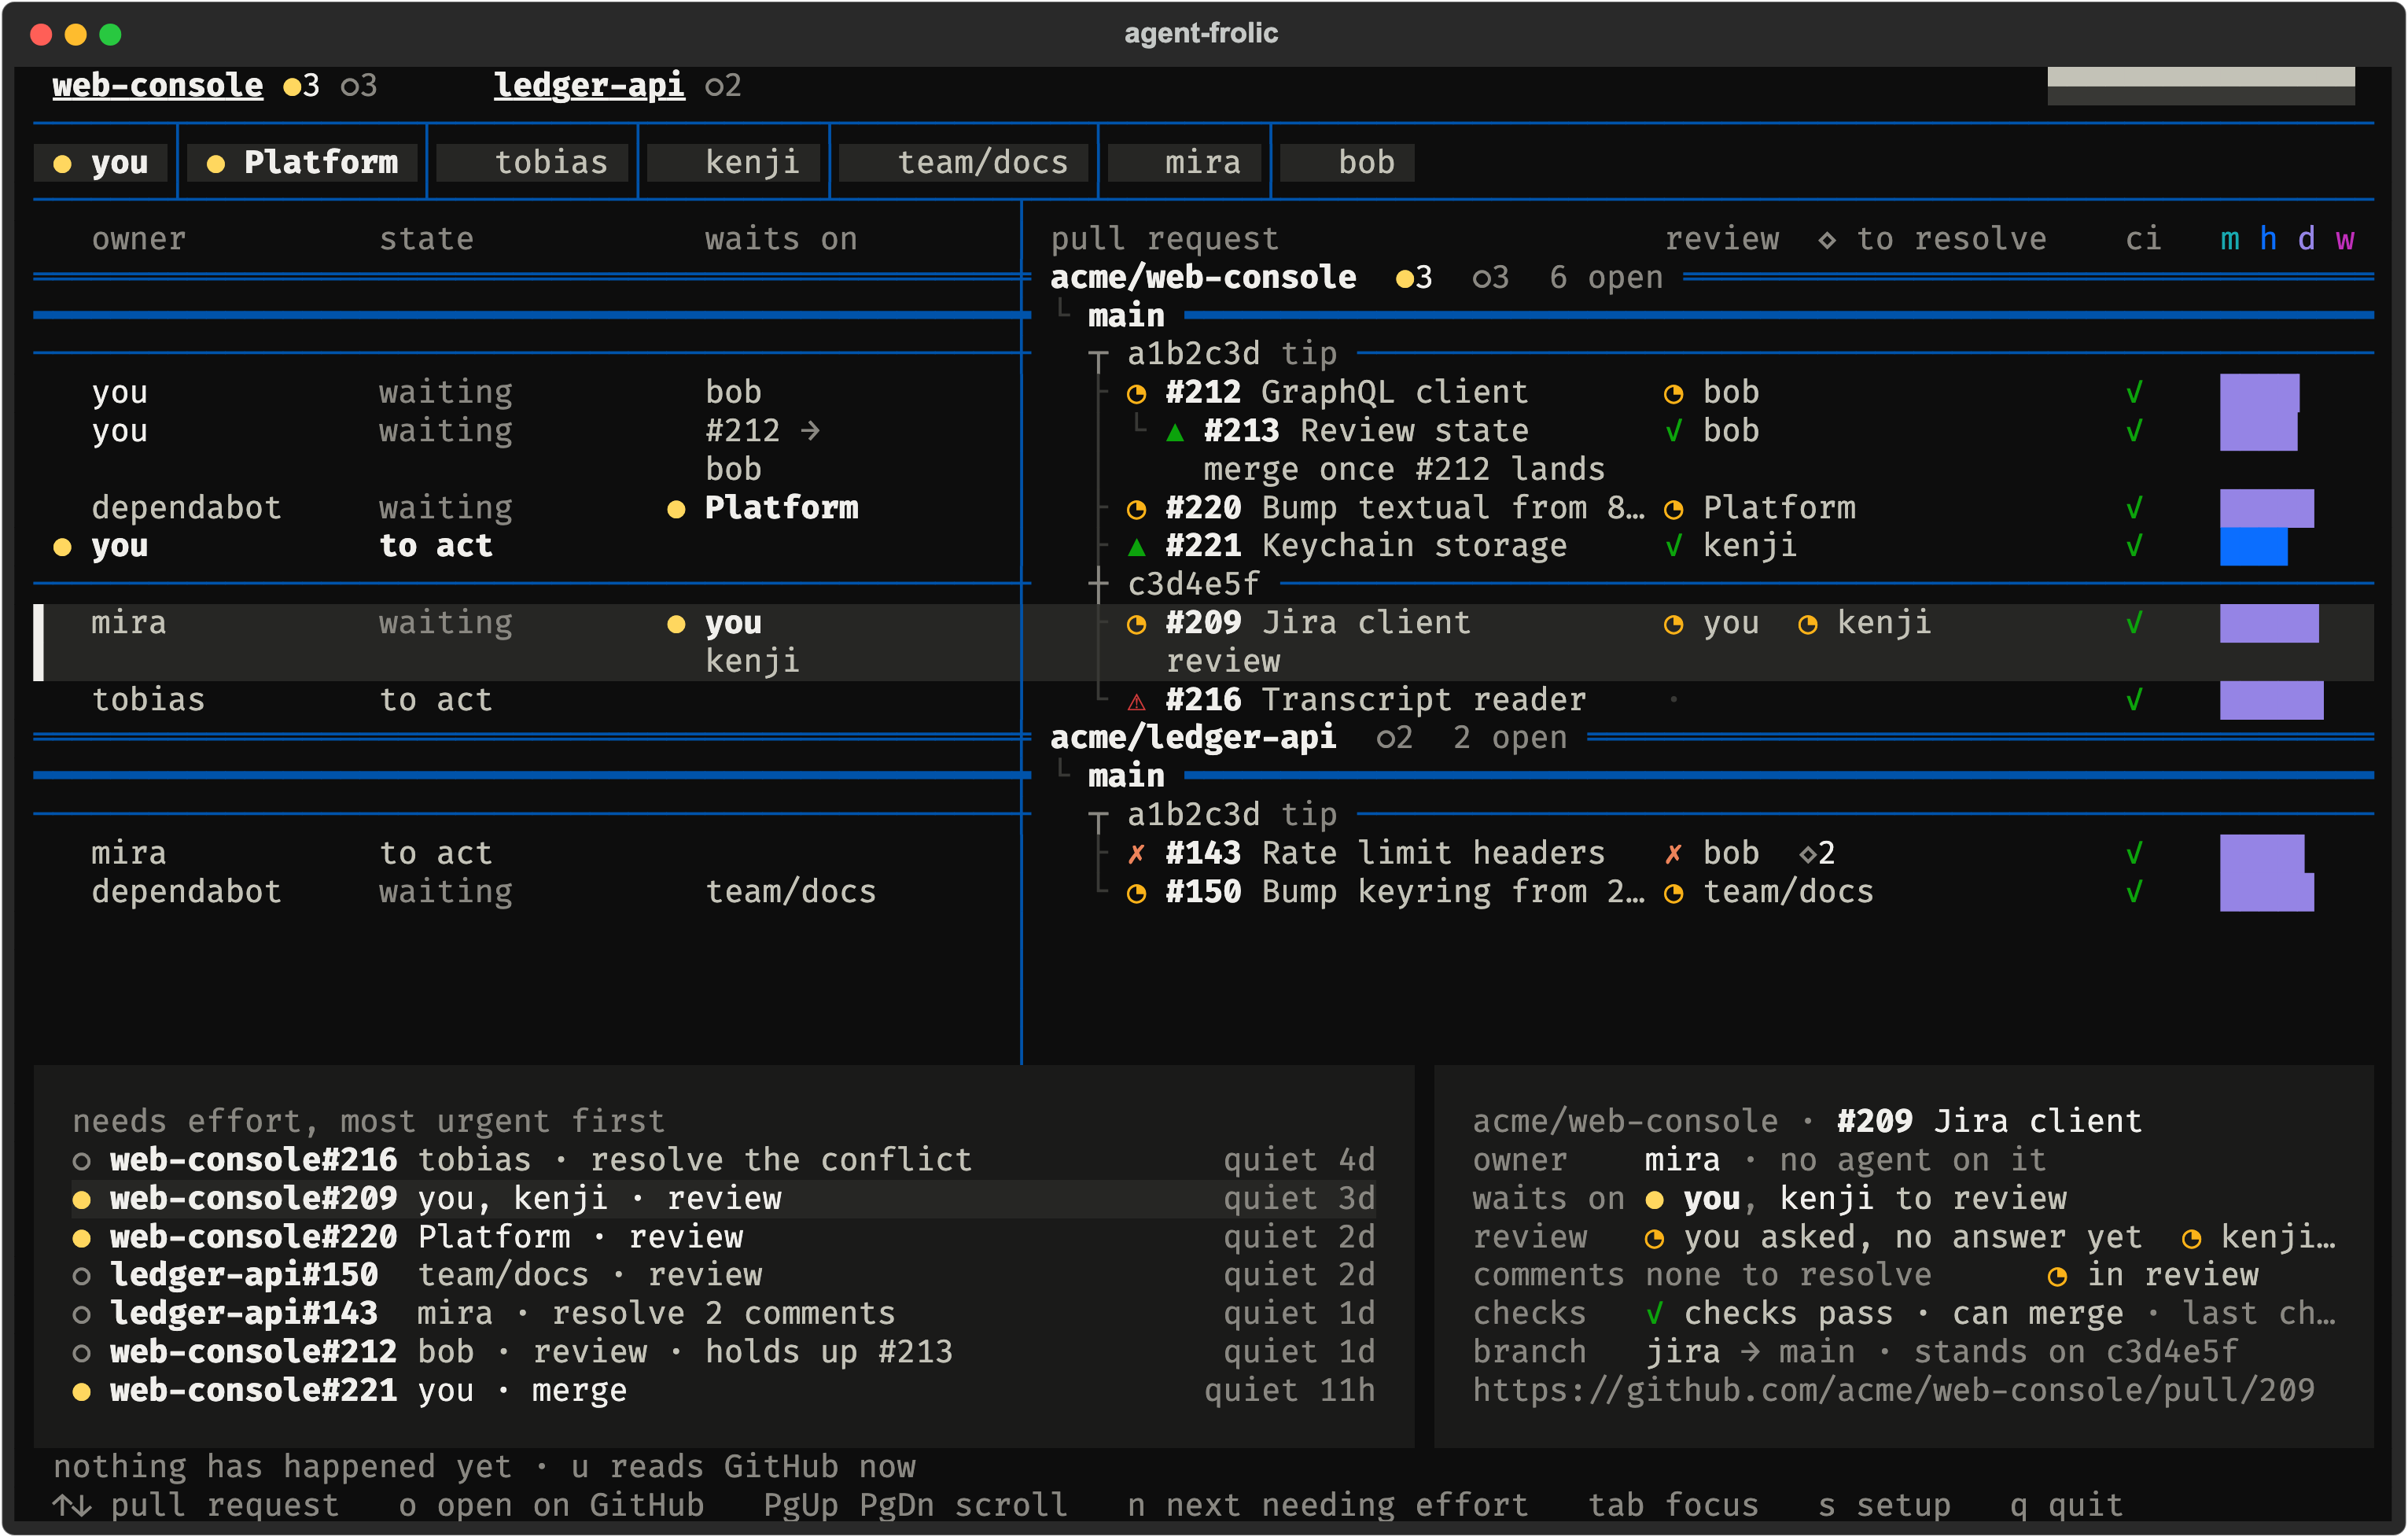 agent-frolic
web-console ●3 ○3 ledger-api ○2
● you ● Platform tobias kenji team/docs mira bob
owner state waits on pull request review ◇ to resolve ci m h d w
acme/web-console ●3 ○3 6 open
main
a1b2c3d tip
you waiting bob ◔ #212 GraphQL client ◔ bob √
you waiting #212 → ▲ #213 Review state √ bob √
bob merge once #212 lands
dependabot waiting ● Platform ◔ #220 Bump textual from 8… ◔ Platform √
● you to act ▲ #221 Keychain storage √ kenji √
c3d4e5f
mira waiting ● you ◔ #209 Jira client ◔ you ◔ kenji √
kenji review
tobias to act ⚠ #216 Transcript reader · √
acme/ledger-api ○2 2 open
main
a1b2c3d tip
mira to act ✗ #143 Rate limit headers ✗ bob ◇2 √
dependabot waiting team/docs ◔ #150 Bump keyring from 2… ◔ team/docs √
needs effort, most urgent first
○ web-console#216 tobias · resolve the conflict quiet 4d
● web-console#209 you, kenji · review quiet 3d
● web-console#220 Platform · review quiet 2d
○ ledger-api#150 team/docs · review quiet 2d
○ ledger-api#143 mira · resolve 2 comments quiet 1d
○ web-console#212 bob · review · holds up #213 quiet 1d
● web-console#221 you · merge quiet 11h
acme/web-console · #209 Jira client
owner mira · no agent on it
waits on ● you, kenji to review
review ◔ you asked, no answer yet ◔ kenji…
comments none to resolve ◔ in review
checks √ checks pass · can merge · last ch…
branch jira → main · stands on c3d4e5f
https://github.com/acme/web-console/pull/209
nothing has happened yet · u reads GitHub now
↑↓ pull request o open on GitHub PgUp PgDn scroll n next needing effort tab focus s setup q quit